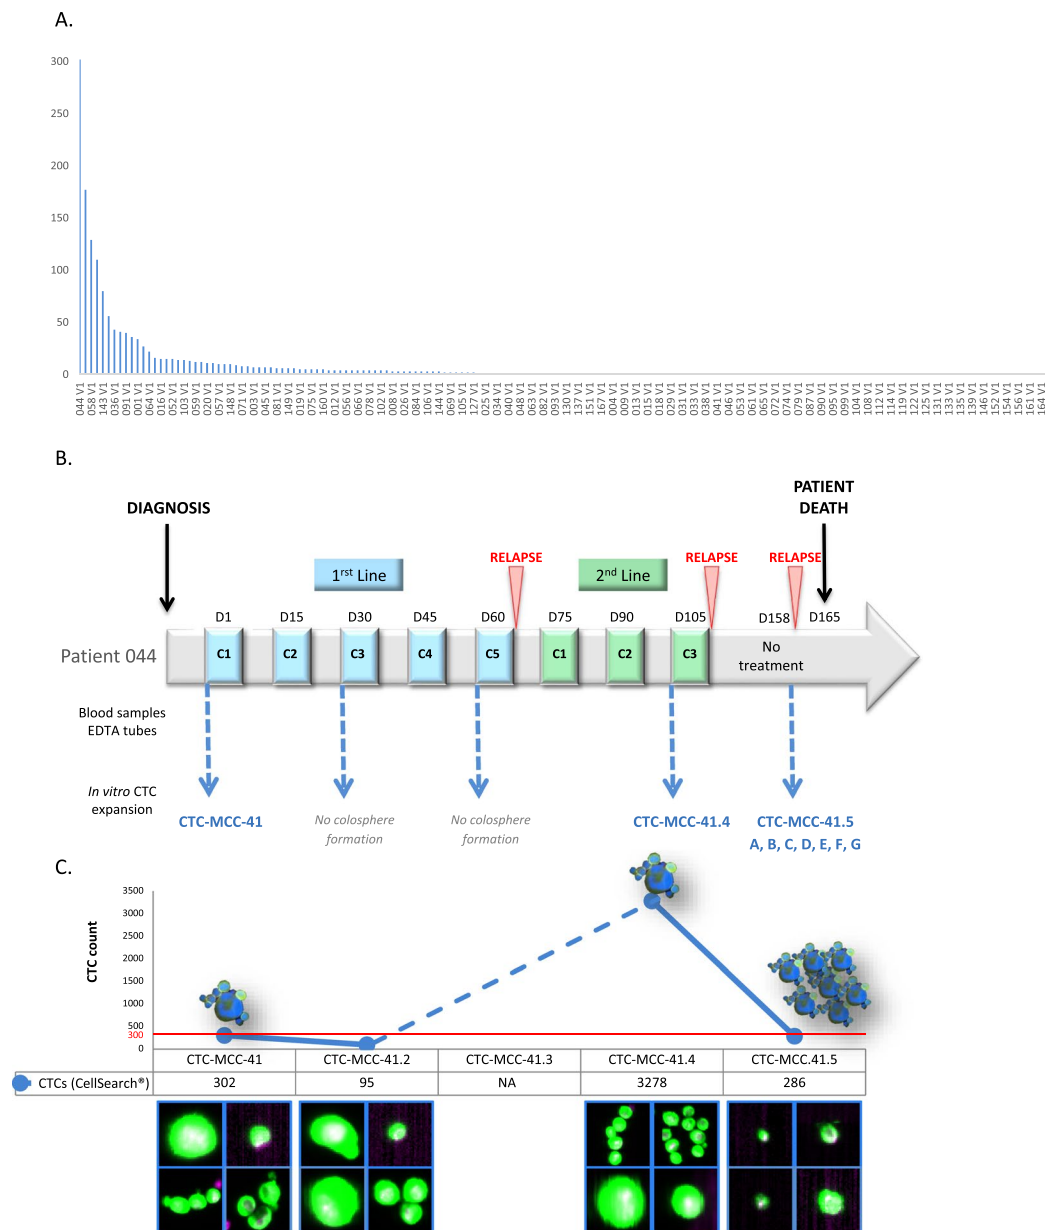 A.
300
250
200
150
100
50
0
044 V1
058 V1
143 V1
036 V1
091 V1
001 V1
064 V1
016 V1
052 V1
103 V1
039 V1
020 V1
057 V1
148 V1
071 V1
003 V1
045 V1
081 V1
149 V1
019 V1
075 V1
160 V1
012 V1
056 V1
066 V1
078 V1
102 V1
008 V1
026 V1
084 V1
106 V1
144 V1
069 V1
105 V1
127 V1
025 V1
034 V1
040 V1
048 V1
063 V1
082 V1
093 V1
130 V1
137 V1
151 V1
167 V1
004 V1
009 V1
013 V1
015 V1
018 V1
029 V1
031 V1
033 V1
038 V1
041 V1
046 V1
053 V1
061 V1
065 V1
072 V1
074 V1
079 V1
087 V1
090 V1
095 V1
099 V1
104 V1
108 V1
112 V1
114 V1
119 V1
122 V1
125 V1
131 V1
133 V1
135 V1
139 V1
146 V1
152 V1
154 V1
156 V1
161 V1
164 V1
B.
PATIENT
DEATH
DIAGNOSIS
RELAPSE
RELAPSE
RELAPSE
1rst Line
2nd Line
D1
D15
D30
D45
D60
D75
D90
D105
D158
D165
Patient 044
C1
C2
C3
C4
C5
C1
C2
C3
No
treatment
Blood samples
EDTA tubes
In vitro CTC
expansion
CTC-MCC-41
No colosphere
formation
No colosphere
formation
CTC-MCC-41.4
CTC-MCC-41.5
A, B, C, D, E, F, G
C.
CTC count
3500
3000
2500
2000
1500
1000
500
300
0
CTC-MCC-41
CTC-MCC-41.2
CTC-MCC-41.3
CTC-MCC-41.4
CTC-MCC.41.5
CTCs (CellSearch®)
302
95
NA
3278
286